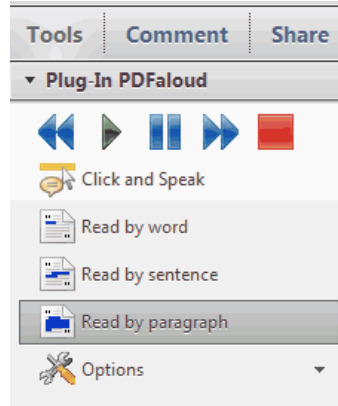 Tools Comment Share
Plug-In PDFaloud
Click and Speak
Read by word
Read by sentence
Read by paragraph
Options